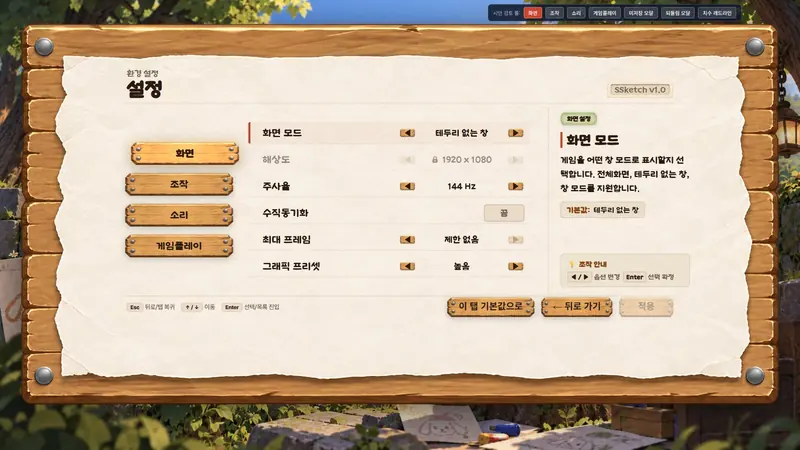 시안 검토 툴: 화면 조작 소리 게임플레이 미저장 모달 되돌림 모달 치수 레드라인
환경 설정
설정
SSketch v1.0
화면
조작
소리
게임플레이
화면 모드 ◀ 테두리 없는 창 ▶
해상도 ◀ 1920 x 1080 ▶
주사율 ◀ 144 Hz ▶
수직동기화 끔
최대 프레임 ◀ 제한 없음 ▶
그래픽 프리셋 ◀ 높음 ▶
화면 설정
화면 모드
게임을 어떤 창 모드로 표시할지 선
택합니다. 전체화면, 테두리 없는 창,
창 모드를 지원합니다.
기본값: 테두리 없는 창
조작 안내
◀ / ▶ 옵션 변경 Enter 선택 확정
Esc 뒤로/탭 복귀 ↑ / ↓ 이동 Enter 선택/목록 진입
이 탭 기본값으로
← 뒤로 가기
적용